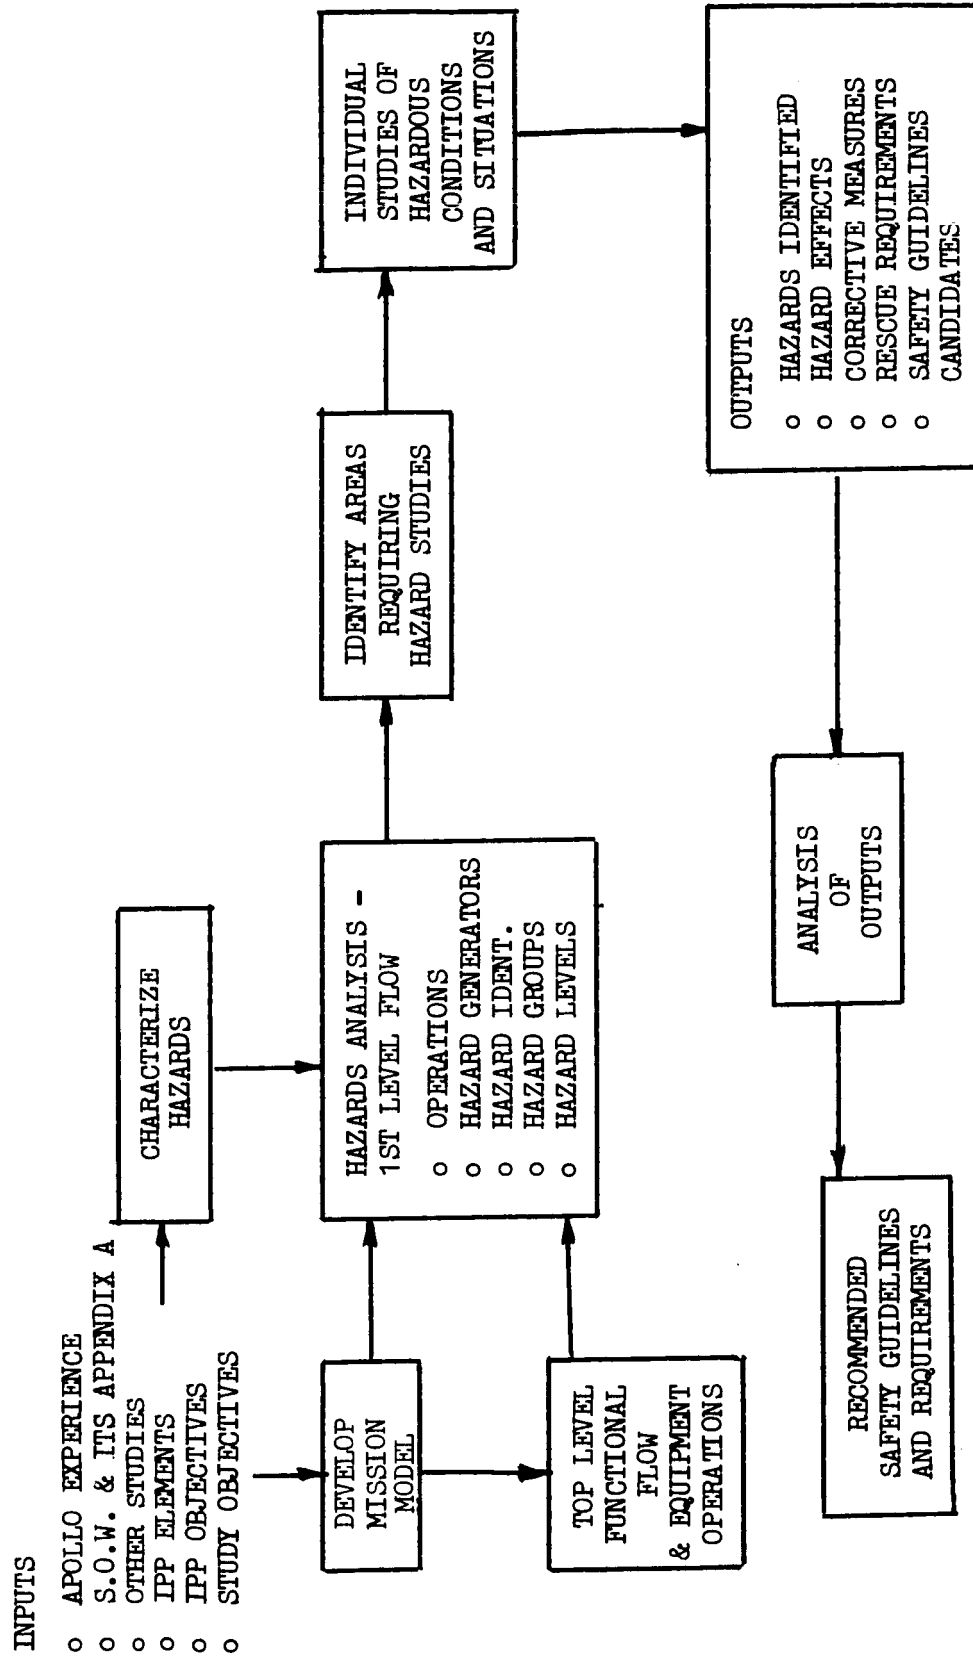 INPUTS
o APOLLO EXPERIENCE
o S.O.W. & ITS APPENDIX A
o OTHER STUDIES
o IPP ELEMENTS
o IPP OBJECTIVES
o STUDY OBJECTIVES
CHARACTERIZE
HAZARDS
DEVELOP
MISSION
MODEL
TOP LEVEL
FUNCTIONAL
FLOW
& EQUIPMENT
OPERATIONS
HAZARDS ANALYSIS -
1ST LEVEL FLOW
o OPERATIONS
o HAZARD GENERATORS
o HAZARD IDENT.
o HAZARD GROUPS
o HAZARD LEVELS
IDENTIFY AREAS
REQUIRING
HAZARD STUDIES
INDIVIDUAL
STUDIES OF
HAZARDOUS
CONDITIONS
AND SITUATIONS
OUTPUTS
o HAZARDS IDENTIFIED
o HAZARD EFFECTS
o CORRECTIVE MEASURES
o RESCUE REQUIREMENTS
o SAFETY GUIDELINES
CANDIDATES
ANALYSIS
OF
OUTPUTS
RECOMMENDED
SAFETY GUIDELINES
AND REQUIREMENTS